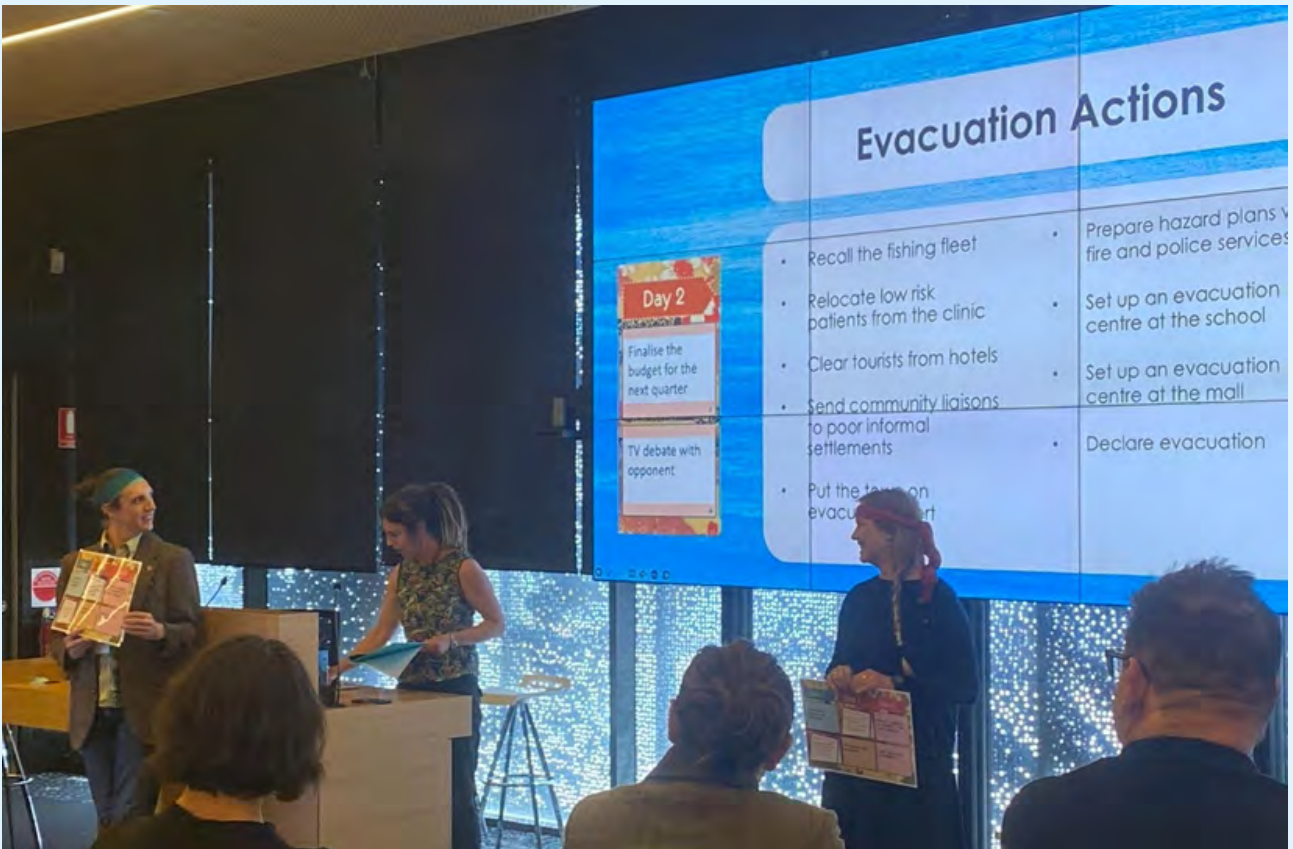 Evacuation Actions
Day 2
Finalise the
budget for the
next quarter
TV debate with
opponent
Recall the fishing fleet
Relocate low risk
patients from the clinic
Clear tourists from hotels
Send community liaisons
to poor informal
settlements
Put the town on
Prepare hazard plans
fire and police services
Set up an evacuation
centre at the school
Set up an evacuation
centre at the mall
Declare evacuation